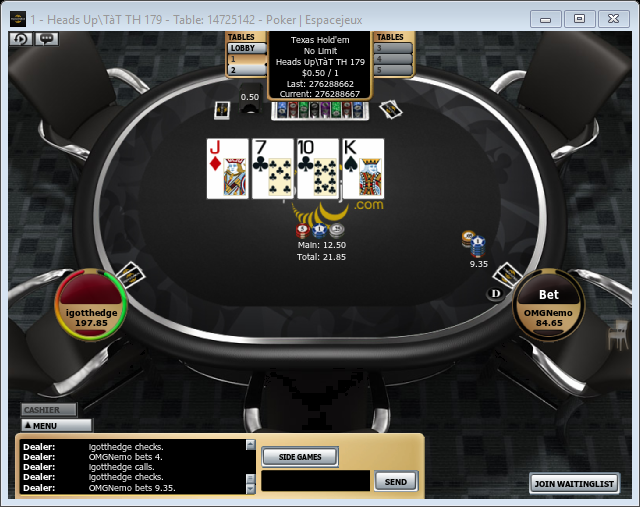 1 - Heads Up\TàT TH 179 - Table: 14725142 - Poker | Espacejeux
TABLES
LOBBY
1
2
Texas Hold'em
No Limit
Heads Up\TàT TH 179
$0.50 / 1
Last: 276288662
Current: 276288667
TABLES
3
4
5
0.50
J
7
10
K
.com
Main: 12.50
Total: 21.85
9.35
D
igotthedge
197.85
Bet
OMGNemo
84.65
CASHIER
MENU
Dealer: Igotthedge checks.
Dealer: OMGNemo bets 4.
Dealer: Igotthedge calls.
Dealer: Igotthedge checks.
Dealer: OMGNemo bets 9.35.
SIDE GAMES
SEND
JOIN WAITINGLIST